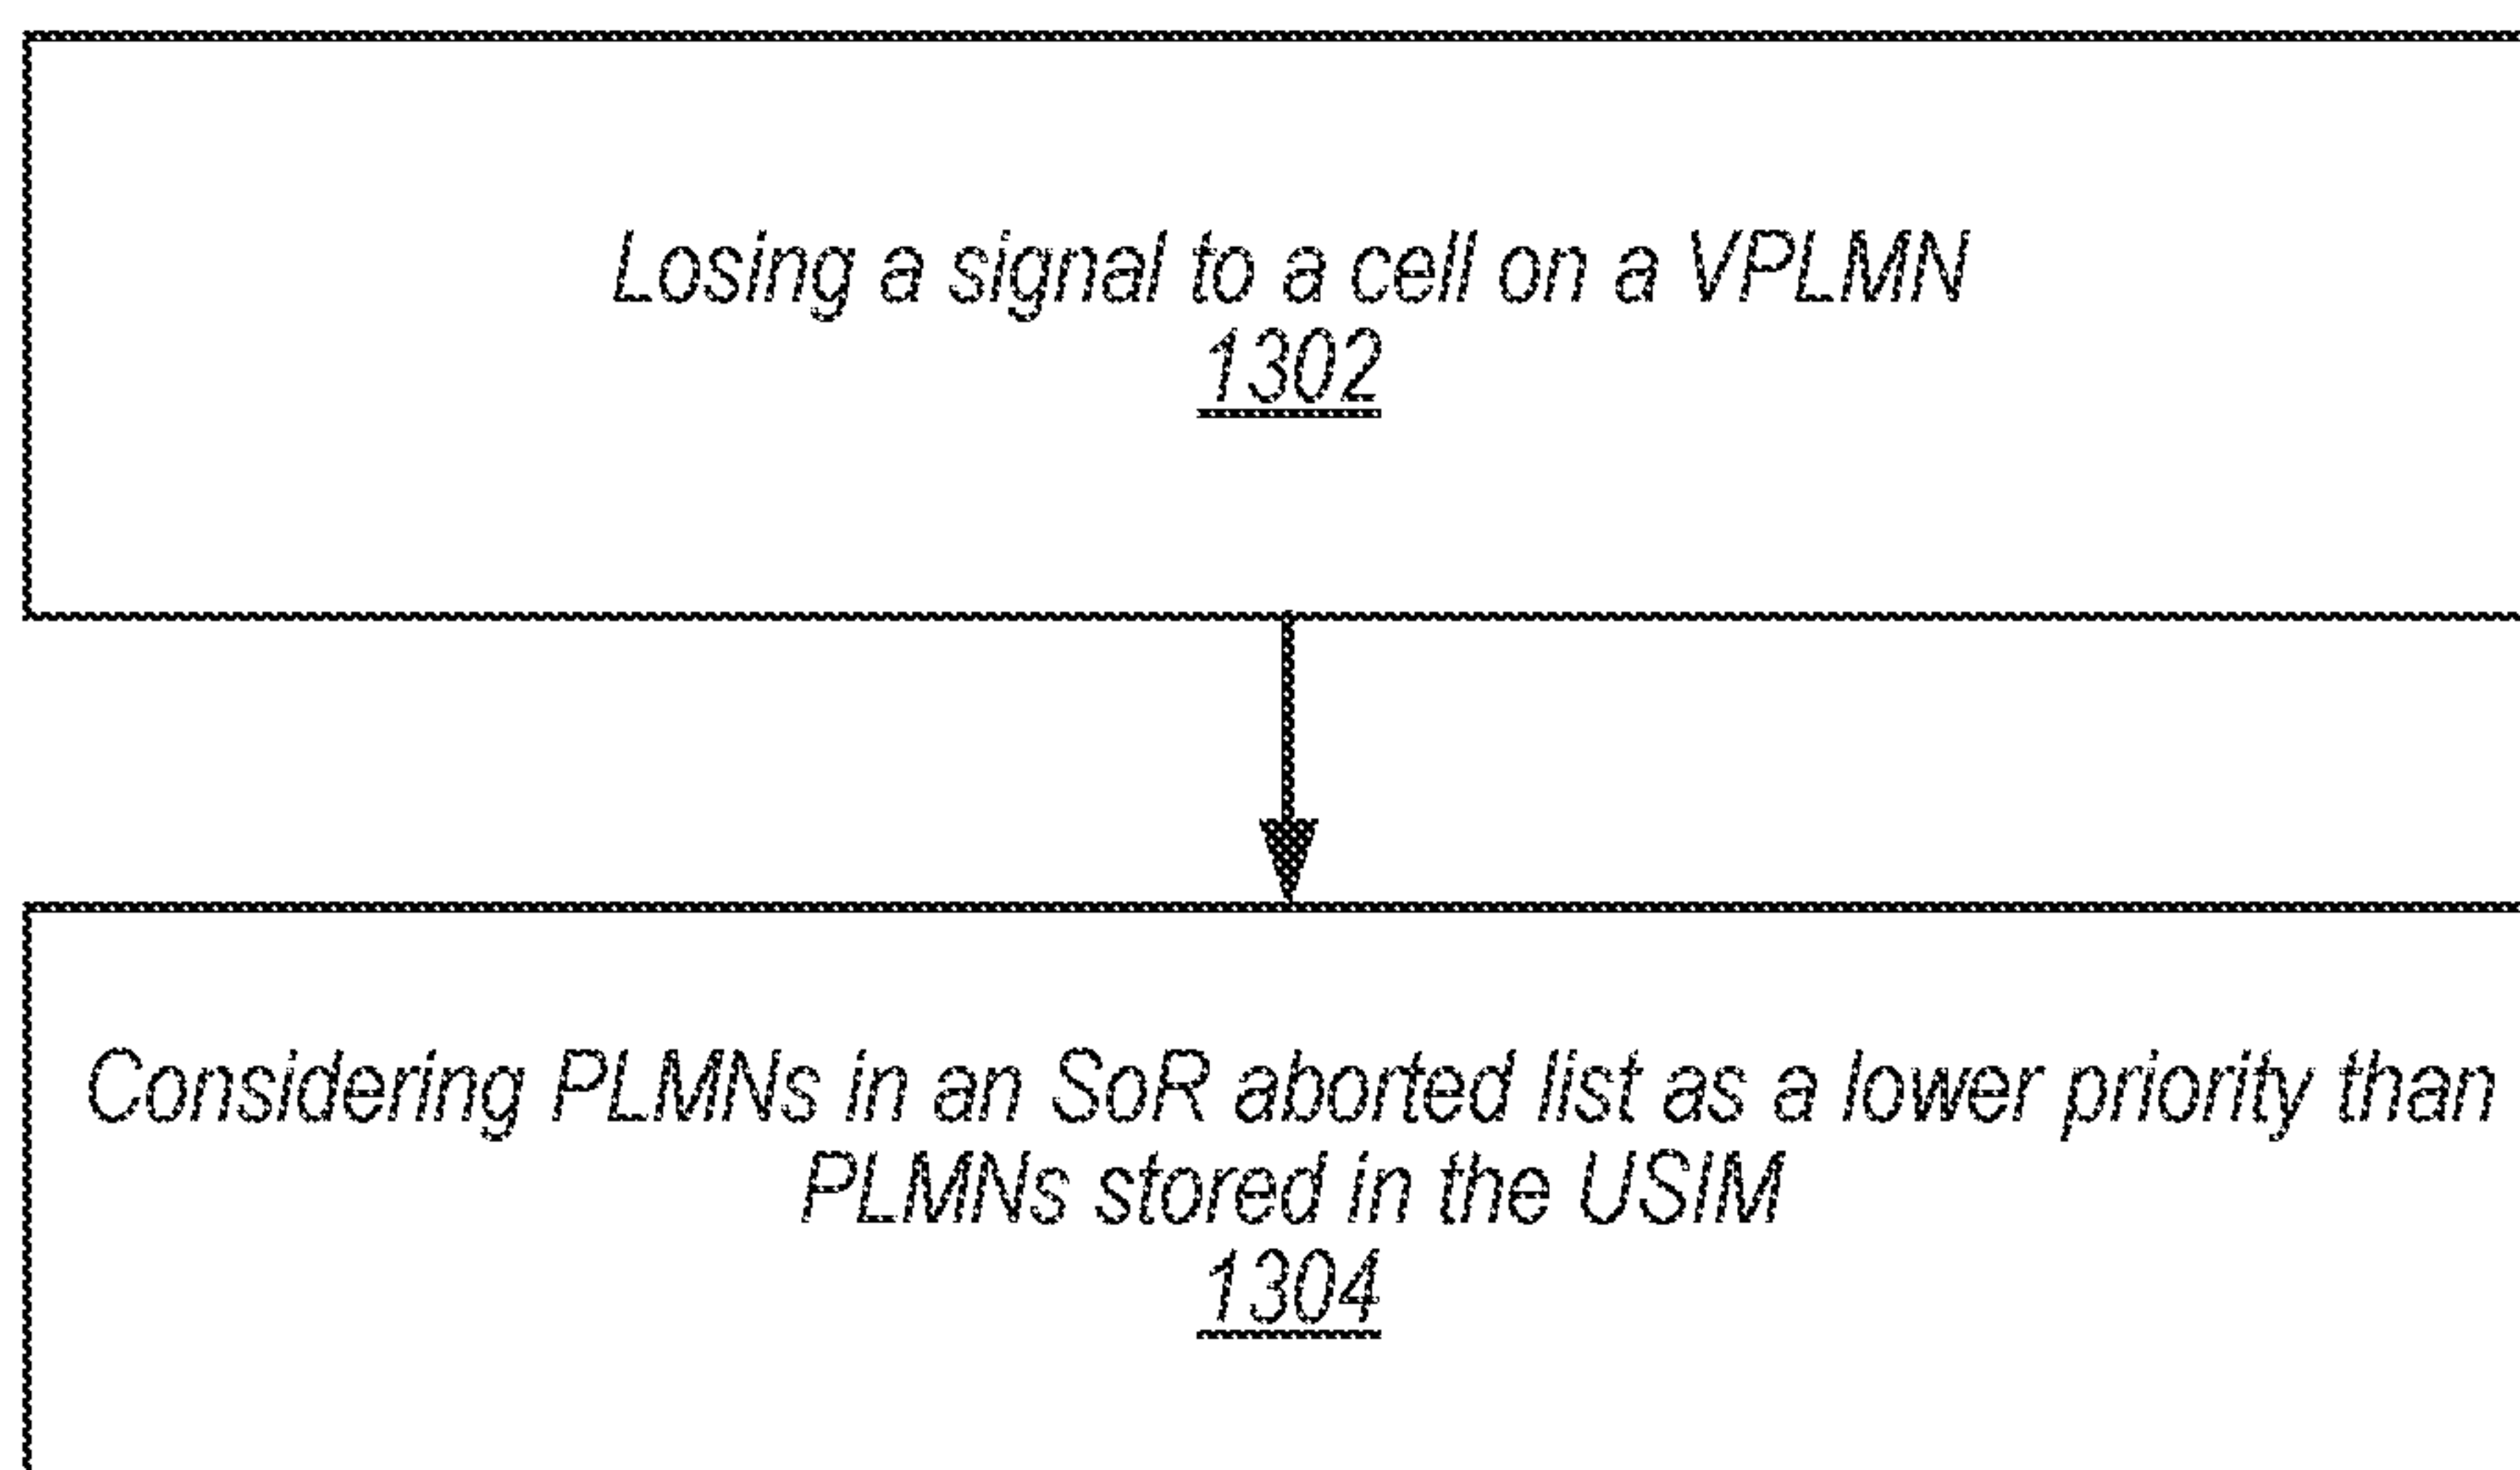 Losing a signal to a cell on a VPLMN
1302
Considering PLMNs in an SoR aborted list as a lower priority than
PLMNs stored in the USIM
1304